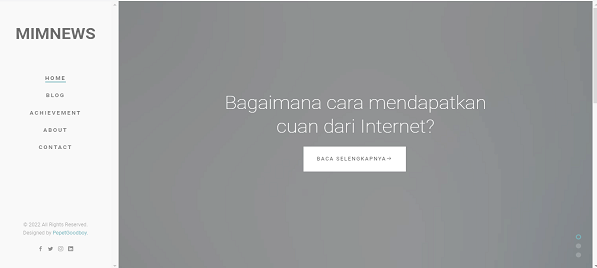 MIMNEWS
HOME
BLOG
ACHIEVEMENT
ABOUT
CONTACT
© 2022 All Rights Reserved.
Designed by PepeGoodboy
Bagaimana cara mendapatkan
cuan dari Internet?
BACA SELENGKAPNYA→